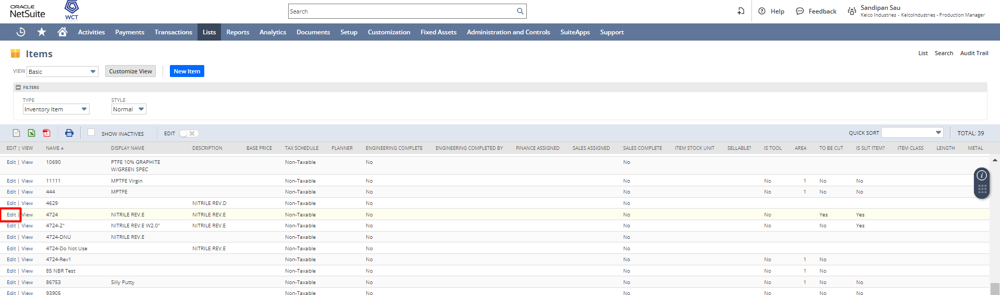 ORACLE
NetSuite
WCT
Search
Help
Feedback
Sandipan Sau
Kelco Industries - KelcoIndustries - Production Manager
Activities Payments Transactions Lists Reports Analytics Documents Setup Customization Fixed Assets Administration and Controls SuiteApps Support
Items
List Search Audit Trail
VIEW Basic Customize View New Item
FILTERS
TYPE STYLE
Inventory Item Normal
SHOW INACTIVES EDIT QUICK SORT TOTAL: 39
EDIT | VIEW NAME DISPLAY NAME DESCRIPTION BASE PRICE TAX SCHEDULE PLANNER ENGINEERING COMPLETE ENGINEERING COMPLETED BY FINANCE ASSIGNED SALES ASSIGNED SALES COMPLETE ITEM STOCK UNIT SELLABLE? IS TOOL AREA TO BE CUT IS SLIT ITEM? ITEM CLASS LENGTH METAL
Edit | View 10690 PTFE 10% GRAPHITE Non-Taxable No No
W/GREEN SPEC
Edit | View 11111 MPTFE Virgin Non-Taxable No No No 1 No No
Edit | View 444 MPTFE Non-Taxable No No No 1 No No
Edit | View 4629 NITRILE REV.D Non-Taxable No No
Edit | View 4724 NITRILE REV.E NITRILE REV.E Non-Taxable No No No Yes Yes
Edit | View 4724-2" NITRILE REV.E W2.0" NITRILE REV.E Non-Taxable No No No No Yes
Edit | View 4724-DNU NITRILE REV.E Non-Taxable No No
Edit | View 4724-Do Not Use NITRILE REV.E Non-Taxable No No
Edit | View 4724-Rev1 Non-Taxable No No No 1 No
Edit | View 85 NBR Test Non-Taxable No No No 1 No
Edit | View 86753 Silly Putty Non-Taxable No No No 1 No No
Edit | View 93905 Non-Taxable No No No No No